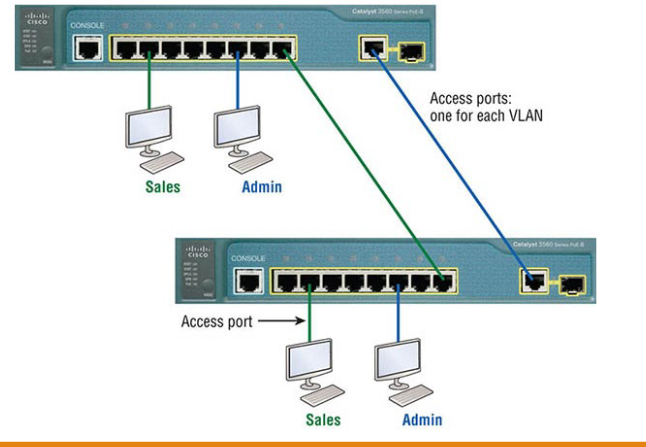 Catalyst 3560 Series PoE-8
CISCO
CONSOLE
Access ports:
one for each VLAN
Sales
Admin
Catalyst 3560 Series PoE-8
CISCO
CONSOLE
Access port
Sales
Admin